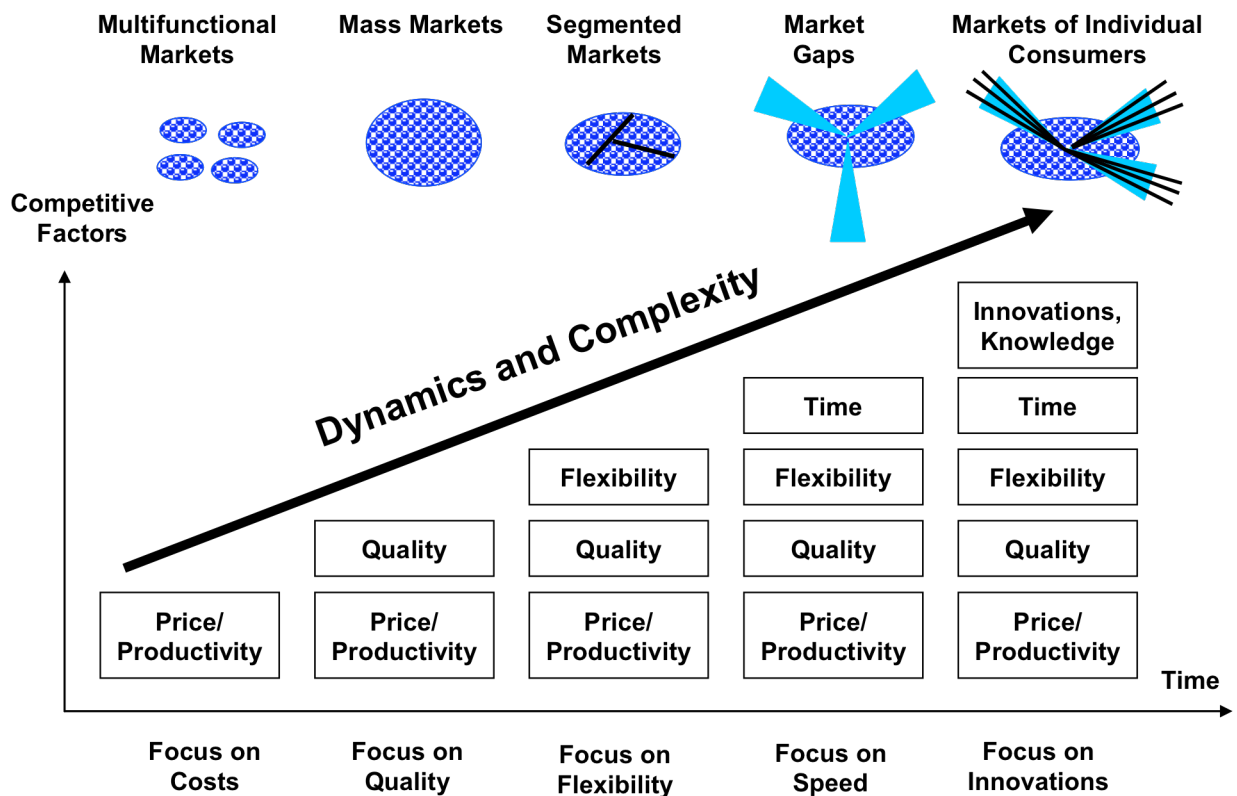 Multifunctional
Markets
Mass Markets
Segmented
Markets
Market
Gaps
Markets of Individual
Consumers
Competitive
Factors
Dynamics and Complexity
Innovations,
Knowledge
Time
Time
Flexibility
Flexibility
Flexibility
Quality
Quality
Quality
Quality
Price/
Productivity
Price/
Productivity
Price/
Productivity
Price/
Productivity
Price/
Productivity
Time
Focus on
Costs
Focus on
Quality
Focus on
Flexibility
Focus on
Speed
Focus on
Innovations